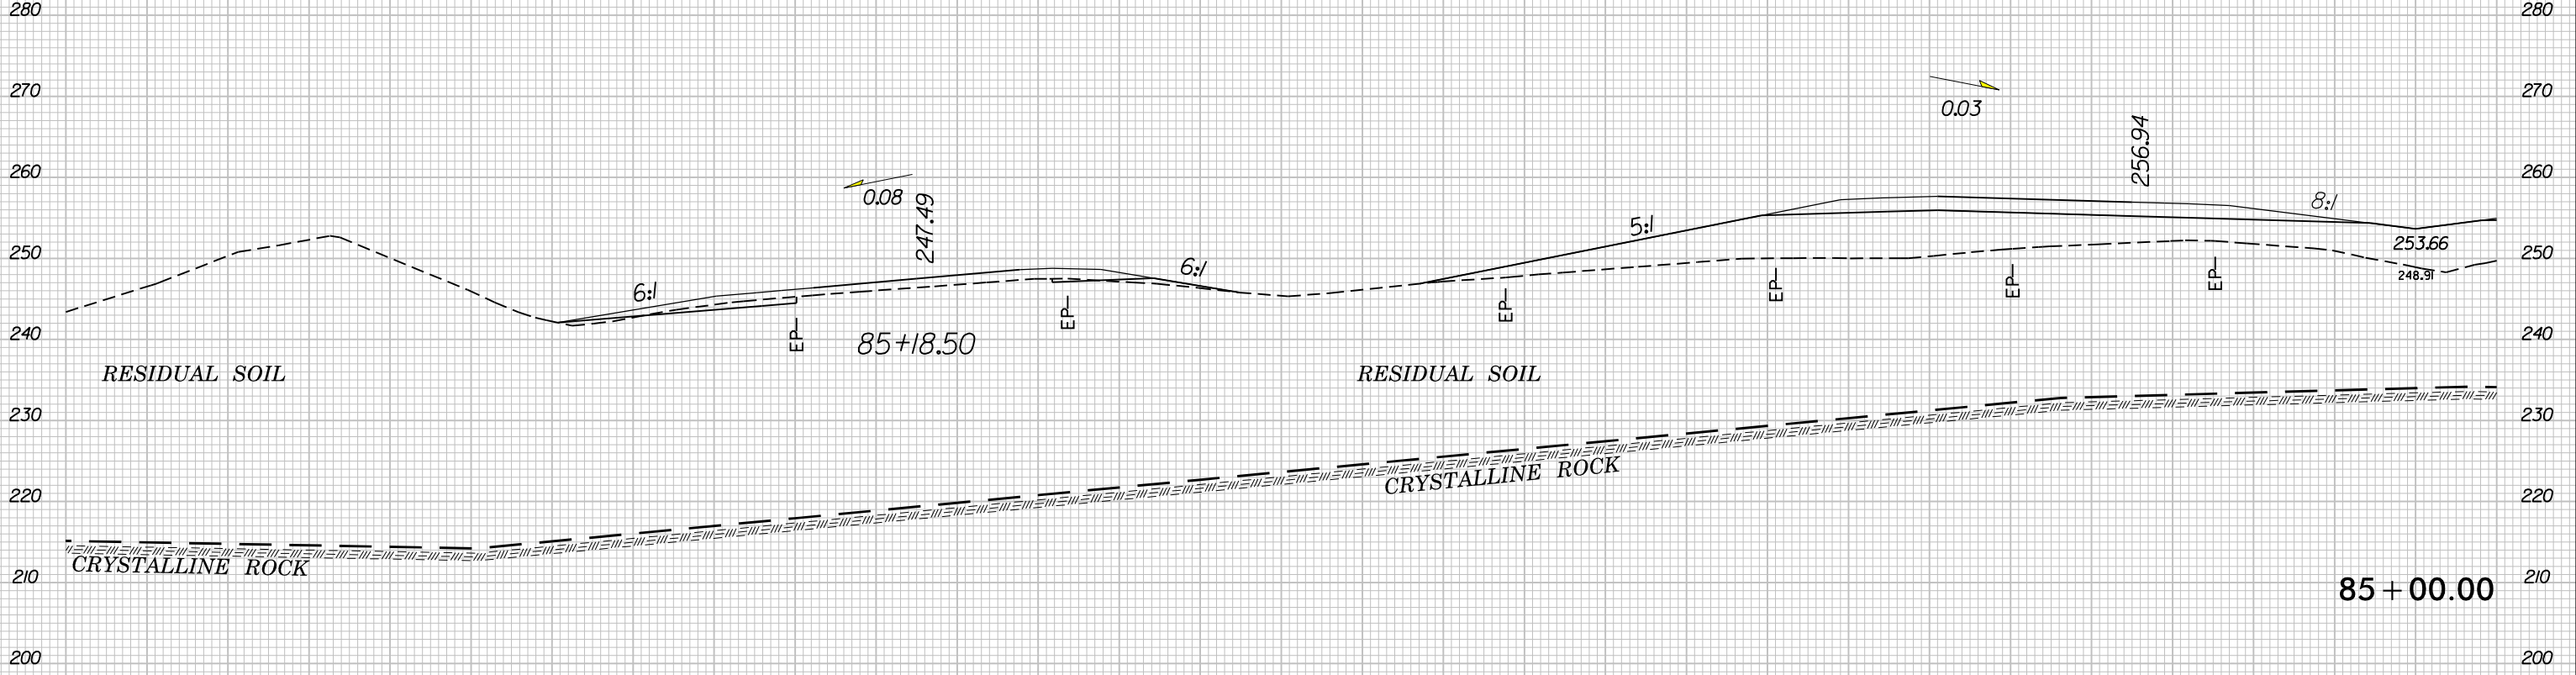 280 280
270 270
0.03
256.94
260 260
0.08
247.49
8:1
5:1
250 253.66 250
6:1
248.91
6:1
EP EP EP EP EP EP
240 85+18.50 240
RESIDUAL SOIL RESIDUAL SOIL
230 230
CRYSTALLINE ROCK
220 220
CRYSTALLINE ROCK
210 210
85+00.00
200 200